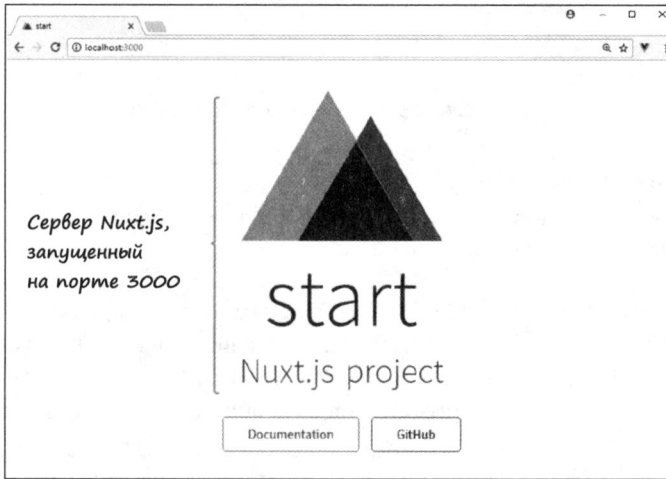 start
localhost:3000
Сервер Nuxt.js,
запущенный
на порте 3000
start
Nuxt.js project
Documentation
GitHub